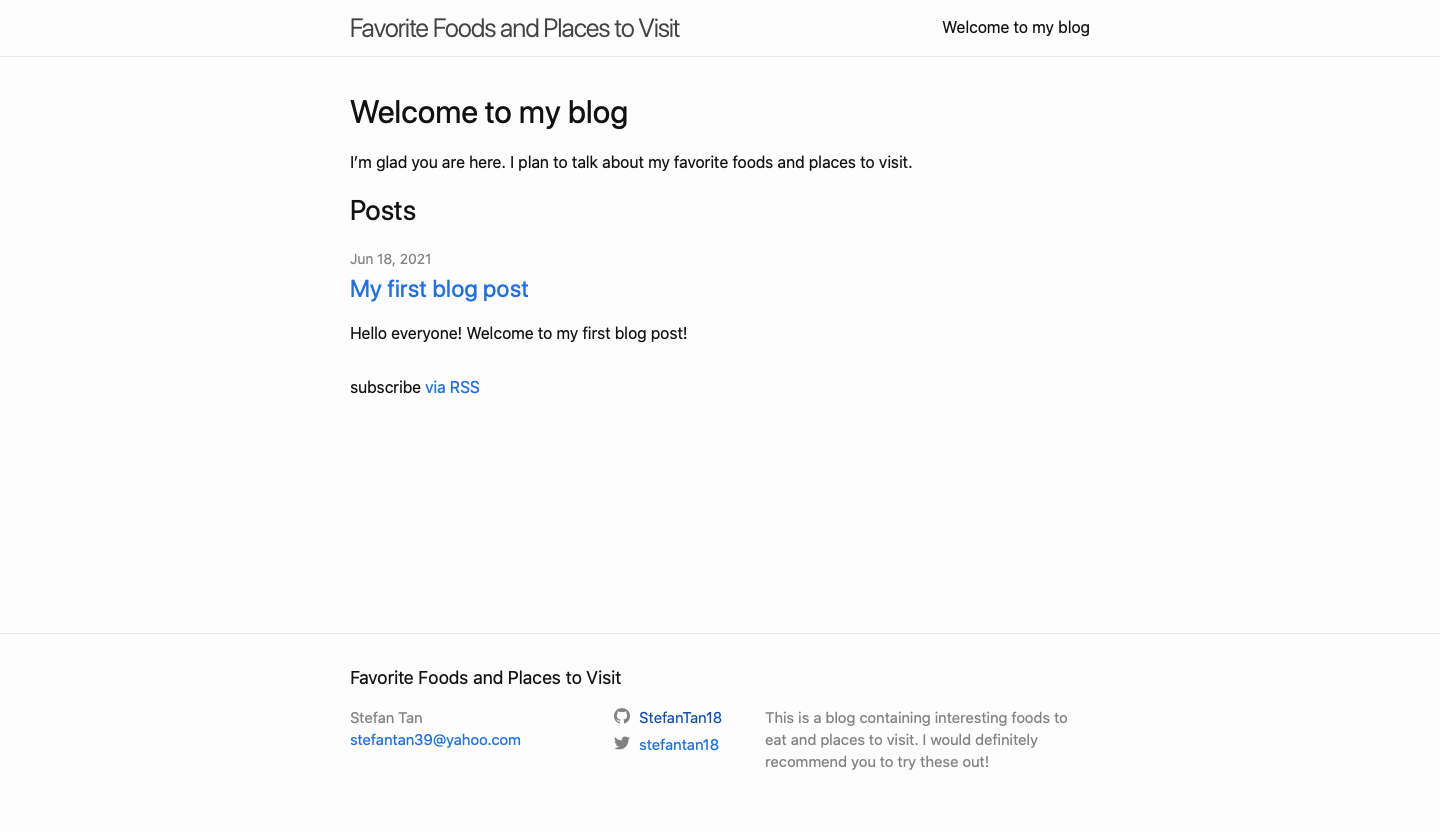 Favorite Foods and Places to Visit
Welcome to my blog
Welcome to my blog
I’m glad you are here. I plan to talk about my favorite foods and places to visit.
Posts
Jun 18, 2021
My first blog post
Hello everyone! Welcome to my first blog post!
subscribe via RSS
Favorite Foods and Places to Visit
Stefan Tan
stefantan39@yahoo.com
StefanTan18
stefantan18
This is a blog containing interesting foods to
eat and places to visit. I would definitely
recommend you to try these out!